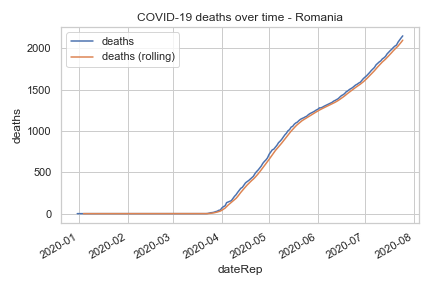 COVID-19 deaths over time - Romania
deaths
deaths (rolling)
deaths
2000
1500
1000
500
0
2020-01
2020-02
2020-03
2020-04
2020-05
2020-06
2020-07
2020-08
dateRep